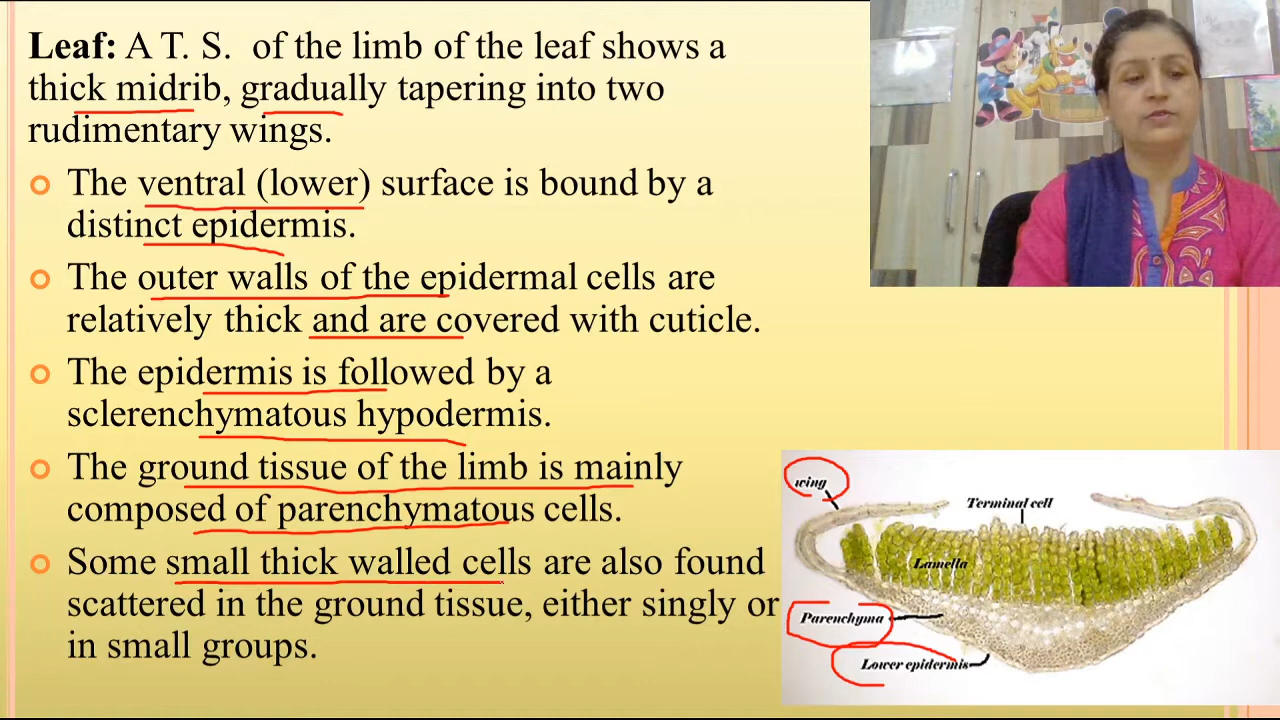 Leaf: A T. S. of the limb of the leaf shows a
thick midrib, gradually tapering into two
rudimentary wings.
The ventral (lower) surface is bound by a
distinct epidermis.
The outer walls of the epidermal cells are
relatively thick and are covered with cuticle.
The epidermis is followed by a
sclerenchymatous hypodermis.
The ground tissue of the limb is mainly
composed of parenchymatous cells.
Some small thick walled cells are also found
scattered in the ground tissue, either singly or
in small groups.
wing
Terminal cell
Lamella
Parenchyma
Lower epidermis